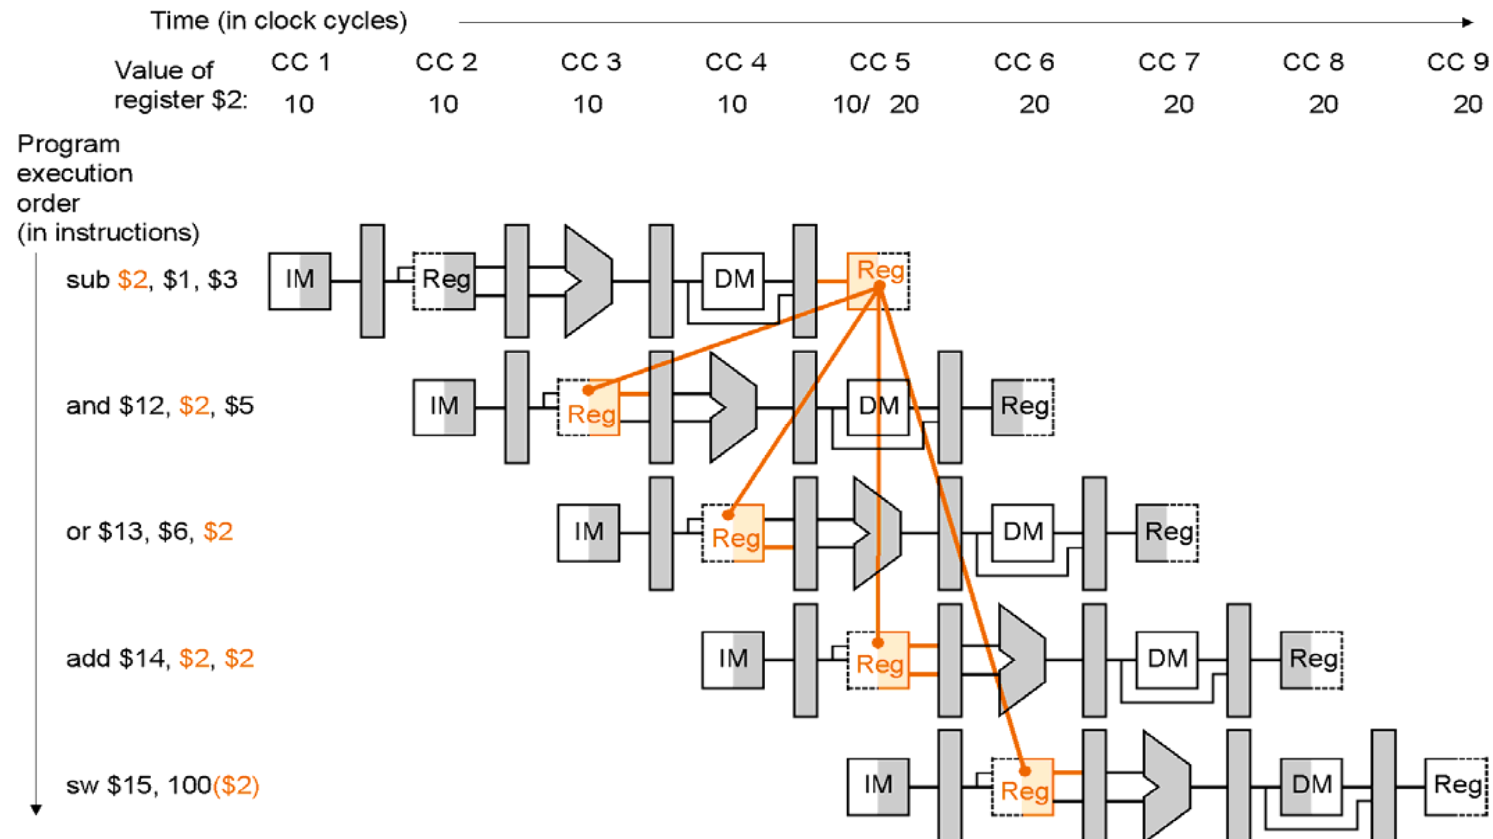 Time (in clock cycles)
CC 1 CC 2 CC 3 CC 4 CC 5 CC 6 CC 7 CC 8 CC 9
Value of
register $2: 10 10 10 10 10/ 20 20 20 20 20
Program
execution
order
(in instructions)
sub $2, $1, $3 IM Reg DM Reg
and $12, $2, $5 IM Reg DM Reg
or $13, $6, $2 IM Reg DM Reg
add $14, $2, $2 IM Reg DM Reg
sw $15, 100($2) IM Reg DM Reg